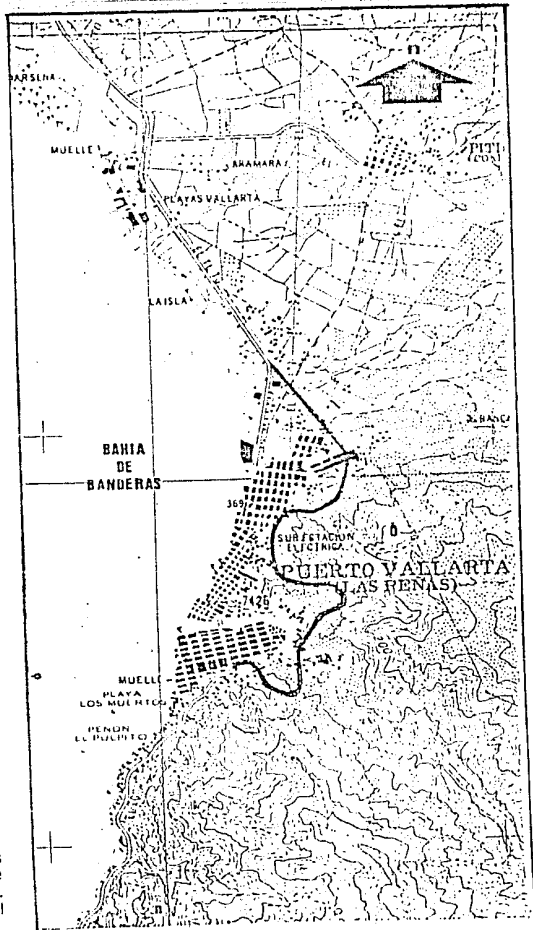 n
MUELLE
ARAMARA
PLAYAS VALLARTA
LA ISLA
BAHIA
DE
BANDERAS
369
SUBESTACION
ELECTRICA
PUERTO VALLARTA
(LAS PEÑAS)
MUELLE
PLAYA
LOS MUERTOS
PEÑON
EL PULPITO